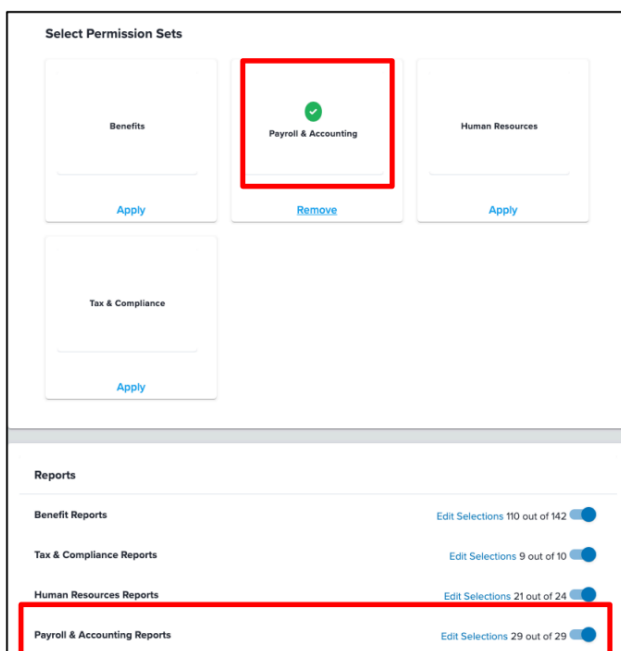 Select Permission Sets
Benefits
Payroll & Accounting
Human Resources
Apply
Remove
Apply
Tax & Compliance
Apply
Reports
Benefit Reports
Edit Selections 110 out of 142
Tax & Compliance Reports
Edit Selections 9 out of 10
Human Resources Reports
Edit Selections 21 out of 24
Payroll & Accounting Reports
Edit Selections 29 out of 29